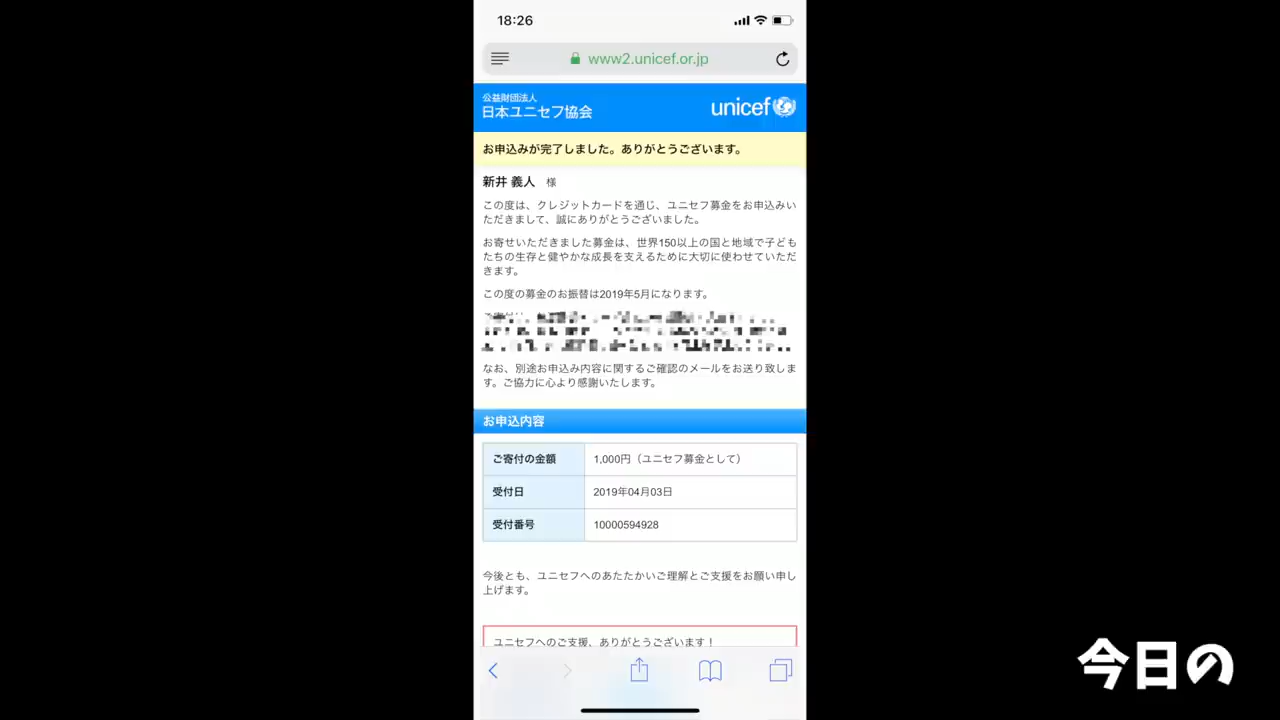 18:26
www2.unicef.or.jp
公益財団法人
日本ユニセフ協会
unicef
お申込みが完了しました。ありがとうございます。
新井 義人 様
この度は、クレジットカードを通じ、ユニセフ募金をお申込みい
ただきまして、誠にありがとうございました。
お寄せいただきました募金は、世界150以上の国と地域で子ども
たちの生存と健やかな成長を支えるために大切に使わせていただ
きます。
この度の募金のお振替は2019年5月になります。
なお、別途お申込み内容に関するご確認のメールをお送り致しま
す。ご協力に心より感謝いたします。
お申込内容
ご寄付の金額 1,000円（ユニセフ募金として）
受付日 2019年04月03日
受付番号 10000594928
今後とも、ユニセフへのあたたかいご理解とご支援をお願い申し
上げます。
ユニセフへのご支援、ありがとうございます！
今日の